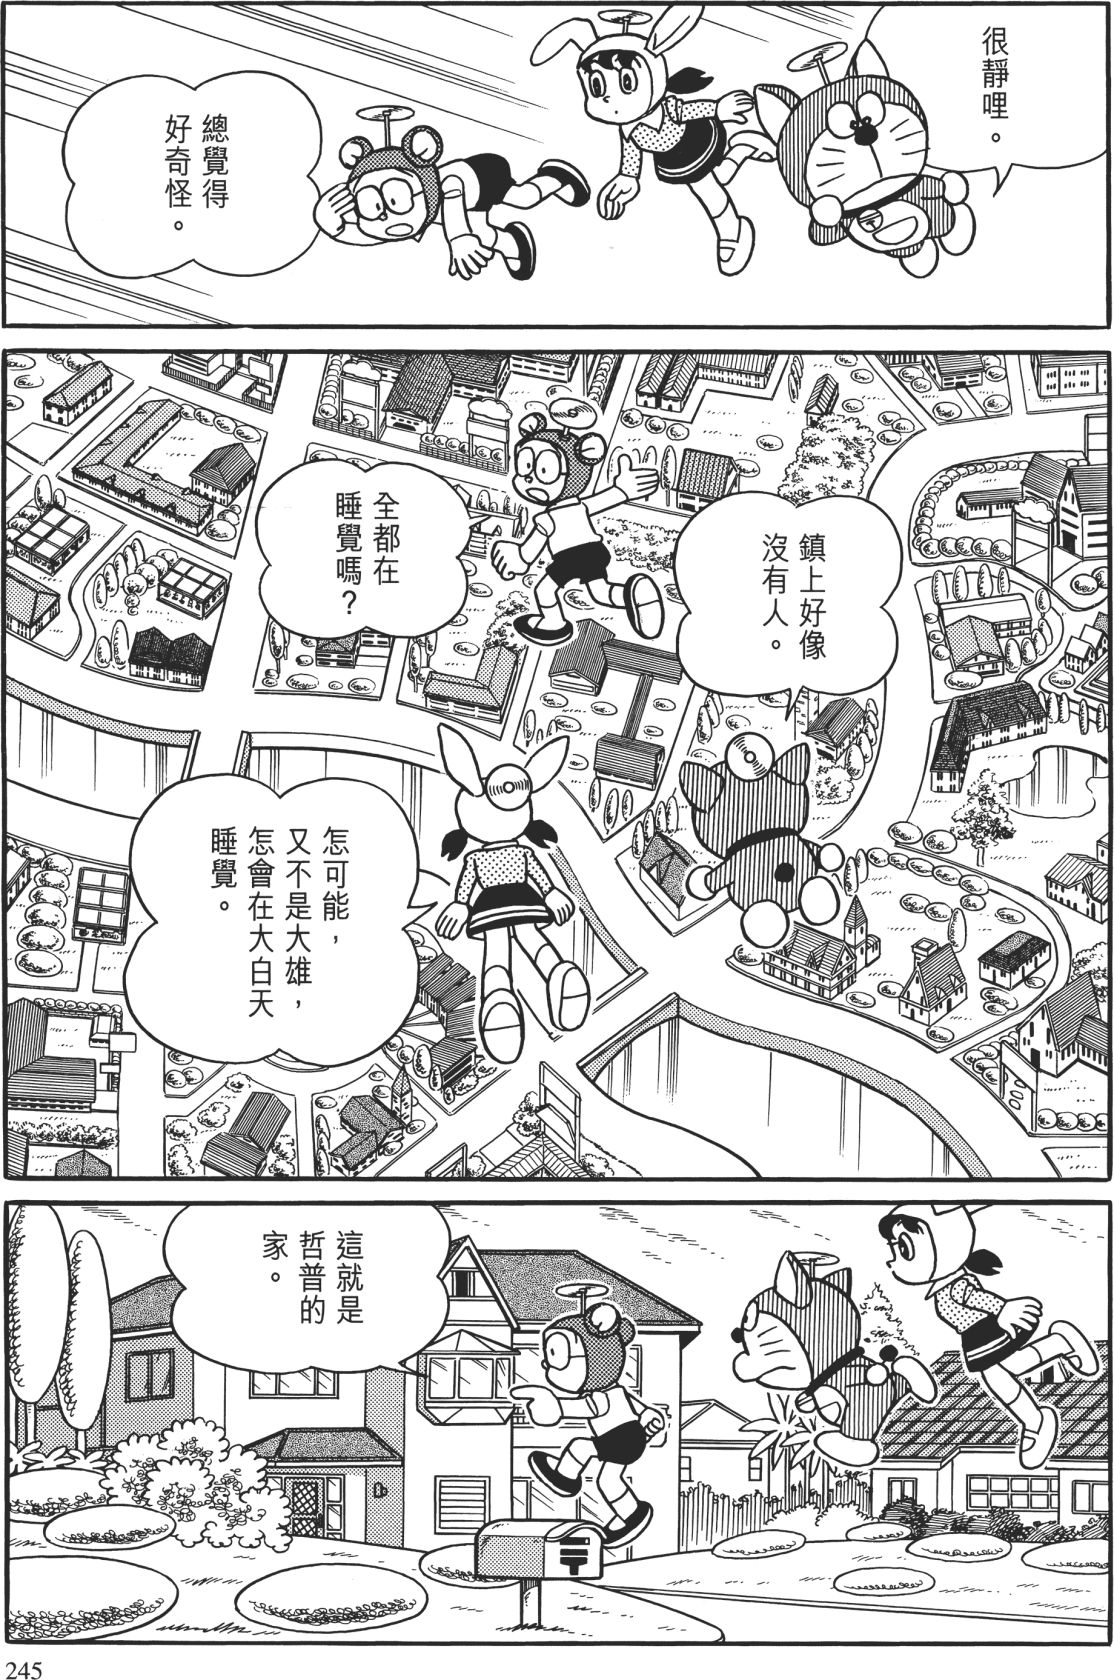 很靜哩。
總覺得
好奇怪。
鎮上好像
沒有人。
全都在
睡覺嗎？
怎可能，
又不是大雄，
怎會在大白天
睡覺。
這就是
哲普的
家。
245